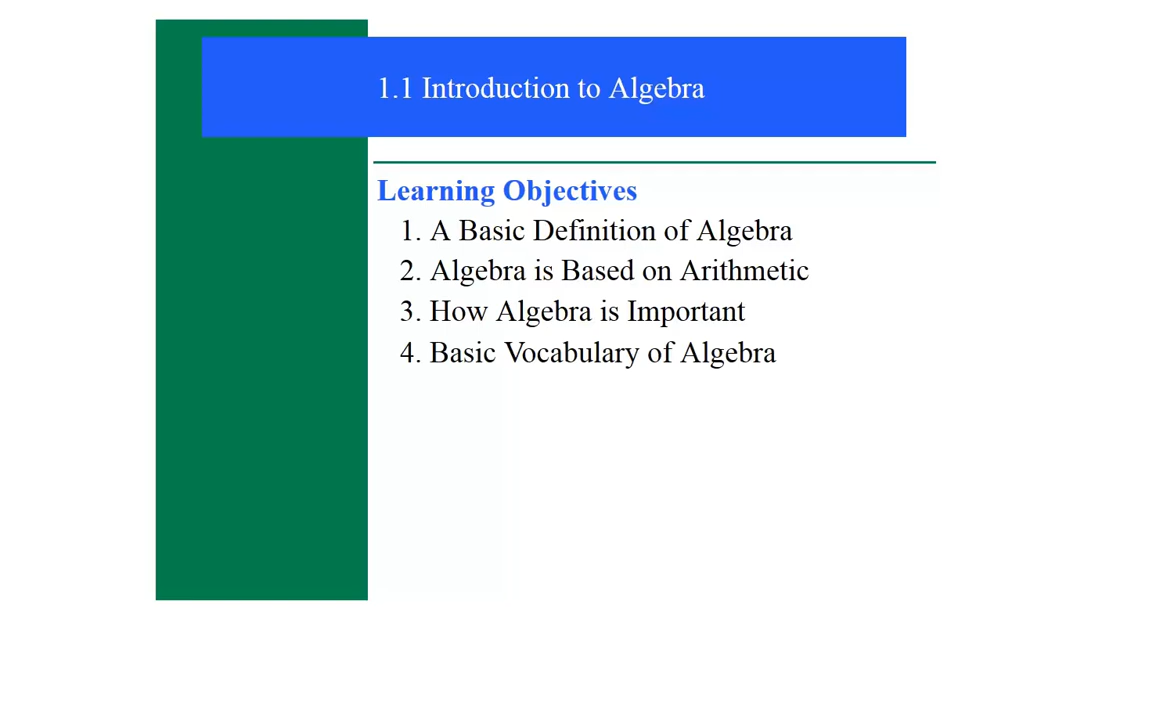 1.1 Introduction to Algebra
Learning Objectives
1. A Basic Definition of Algebra
2. Algebra is Based on Arithmetic
3. How Algebra is Important
4. Basic Vocabulary of Algebra